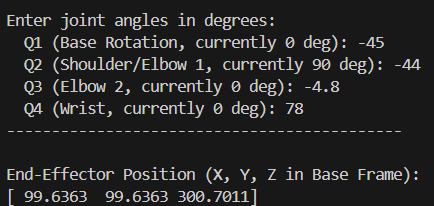 Enter joint angles in degrees:
Q1 (Base Rotation, currently 0 deg): -45
Q2 (Shoulder/Elbow 1, currently 90 deg): -44
Q3 (Elbow 2, currently 0 deg): -4.8
Q4 (Wrist, currently 0 deg): 78
--------------------------------------------
End-Effector Position (X, Y, Z in Base Frame):
[ 99.6363  99.6363 300.7011]